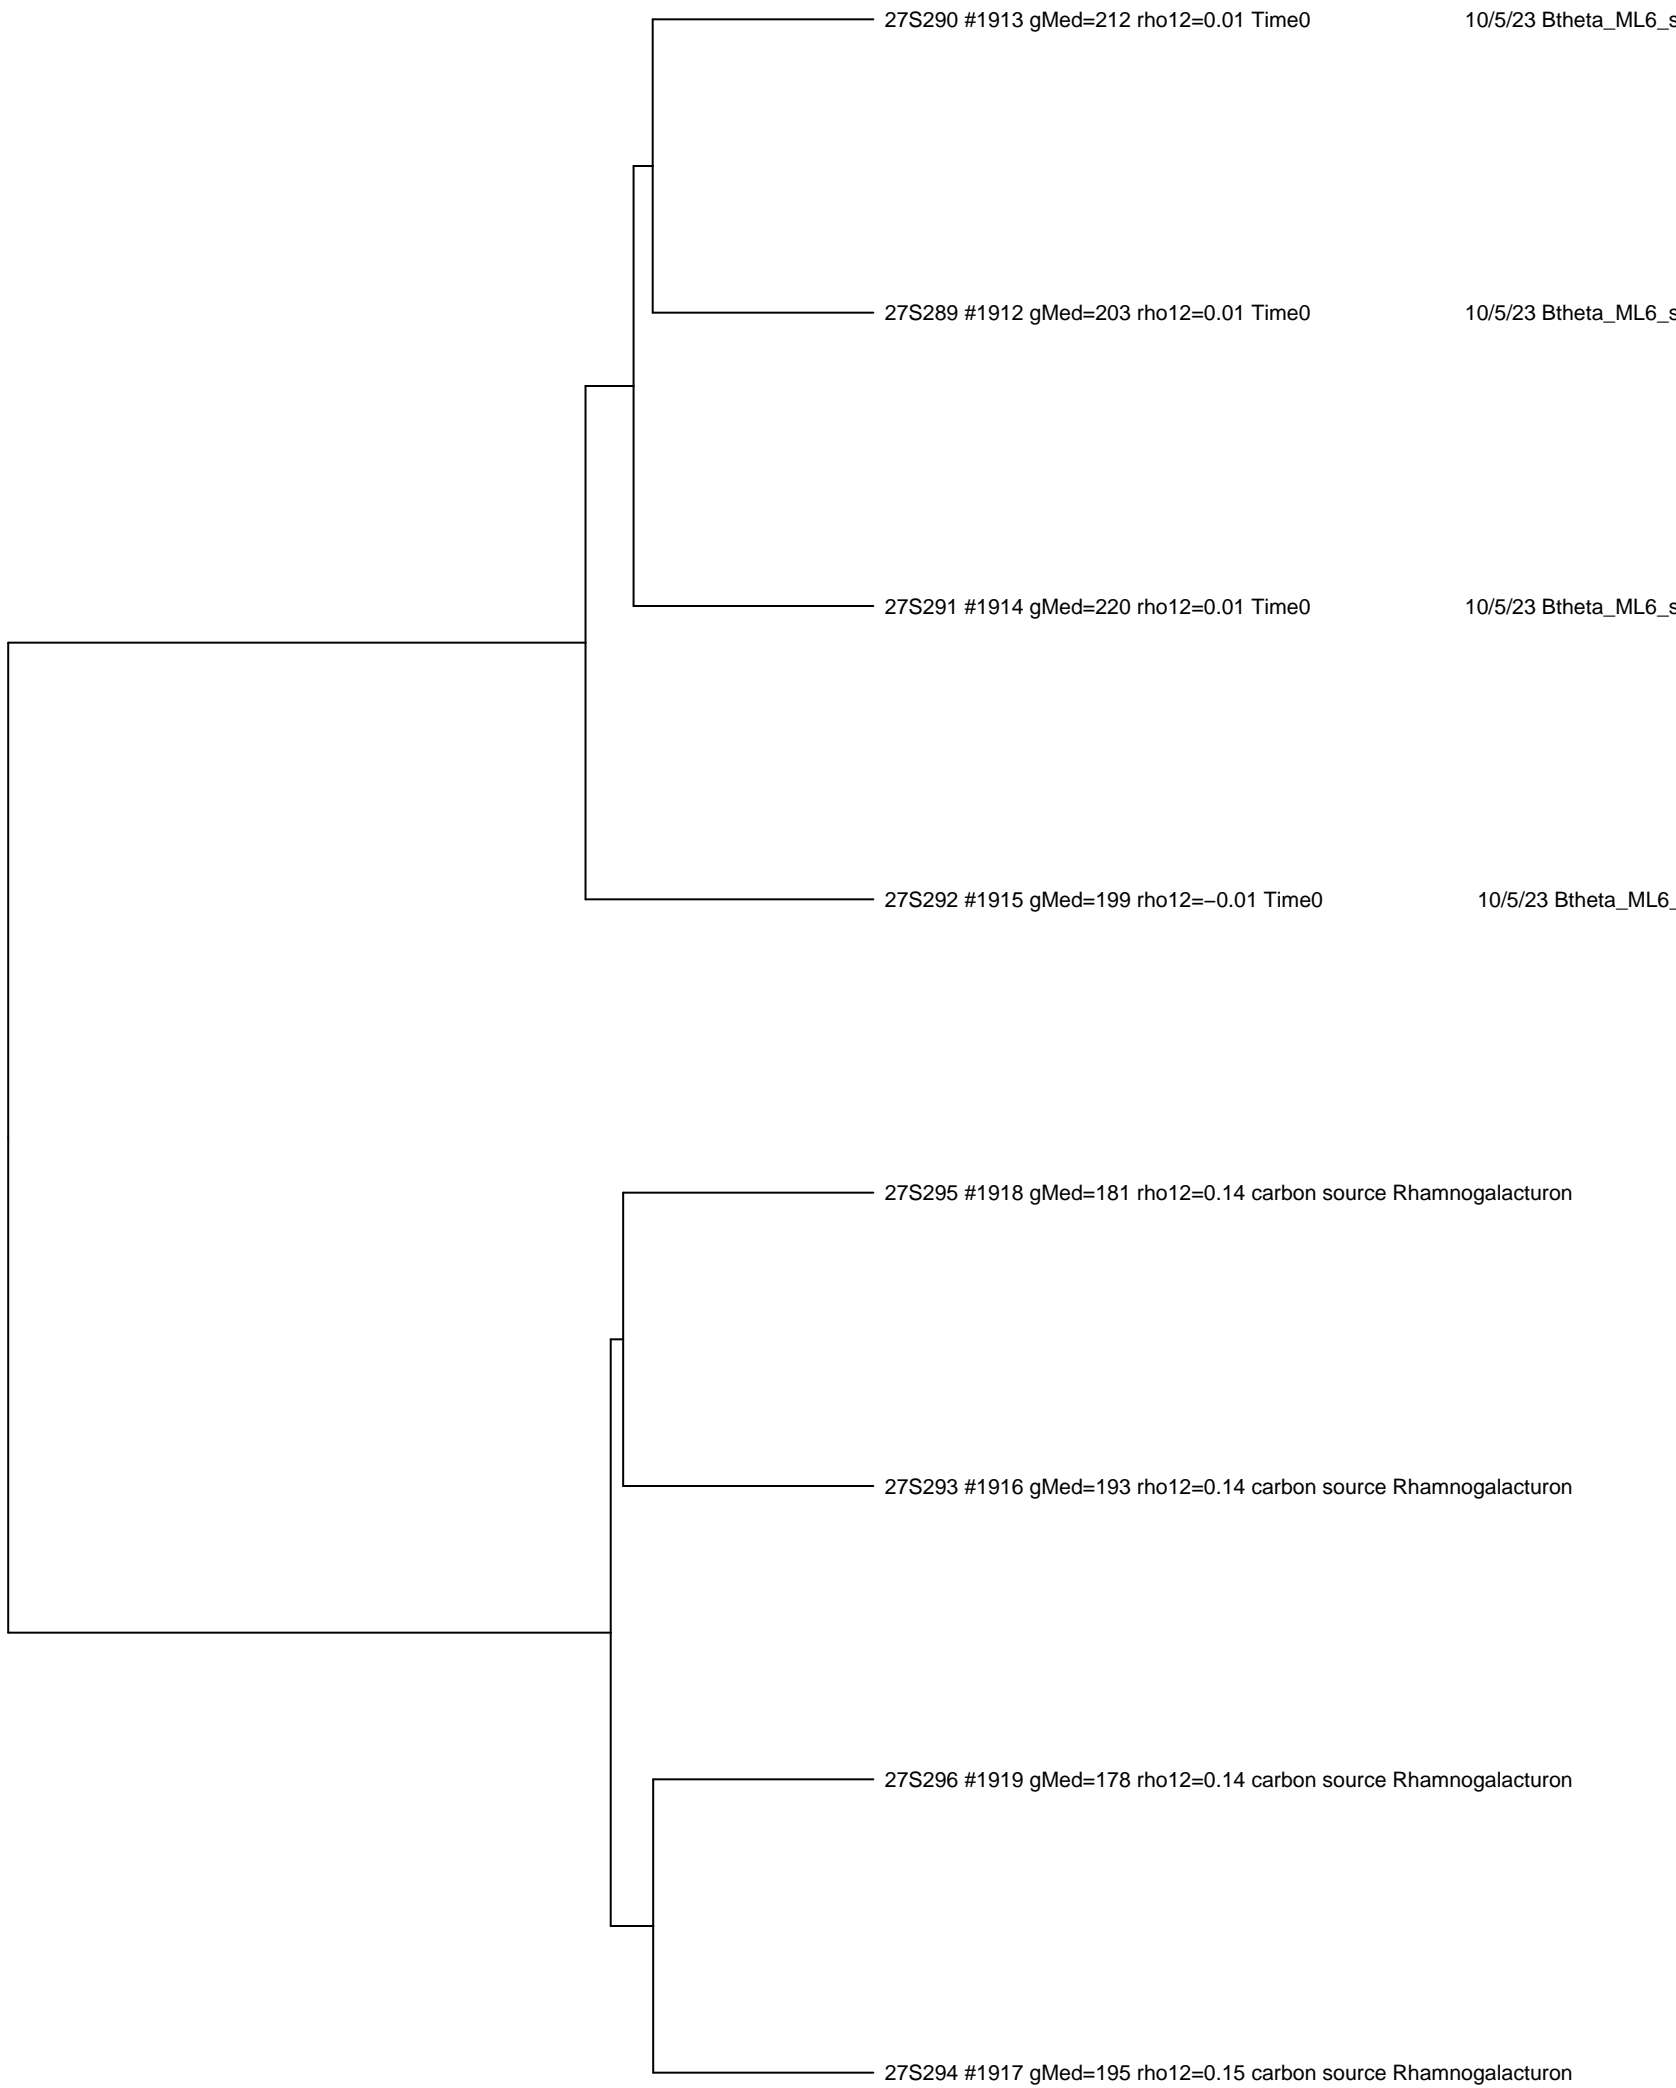 27S290 #1913 gMed=212 rho12=0.01 Time0 10/5/23 Btheta_ML6_s
27S289 #1912 gMed=203 rho12=0.01 Time0 10/5/23 Btheta_ML6_s
27S291 #1914 gMed=220 rho12=0.01 Time0 10/5/23 Btheta_ML6_s
27S292 #1915 gMed=199 rho12=−0.01 Time0 10/5/23 Btheta_ML6_
27S295 #1918 gMed=181 rho12=0.14 carbon source Rhamnogalacturon
27S293 #1916 gMed=193 rho12=0.14 carbon source Rhamnogalacturon
27S296 #1919 gMed=178 rho12=0.14 carbon source Rhamnogalacturon
27S294 #1917 gMed=195 rho12=0.15 carbon source Rhamnogalacturon